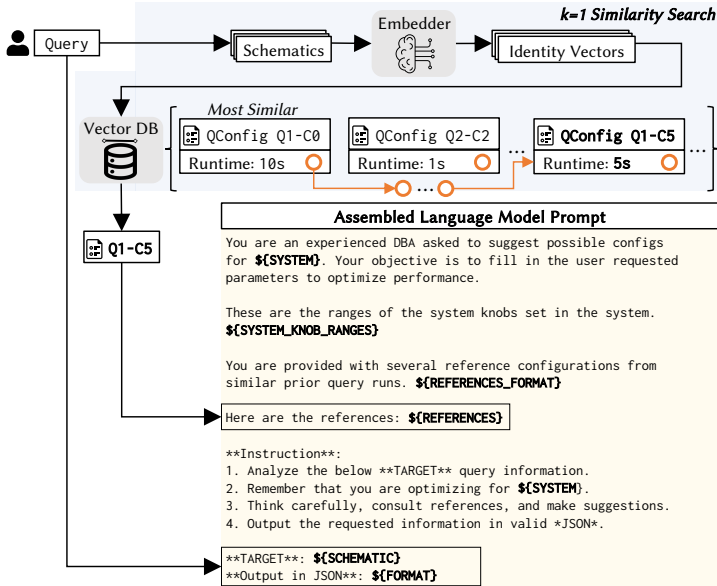 k=1 Similarity Search
Query
Schematics
Embedder
Identity Vectors
Most Similar
Vector DB
QConfig Q1-C0
Runtime: 10s
QConfig Q2-C2
Runtime: 1s
...
QConfig Q1-C5
Runtime: 5s
...
...
Q1-C5
Assembled Language Model Prompt
You are an experienced DBA asked to suggest possible configs
for ${SYSTEM}. Your objective is to fill in the user requested
parameters to optimize performance.
These are the ranges of the system knobs set in the system.
${SYSTEM_KNOB_RANGES}
You are provided with several reference configurations from
similar prior query runs. ${REFERENCES_FORMAT}
Here are the references: ${REFERENCES}
**Instruction**:
1. Analyze the below **TARGET** query information.
2. Remember that you are optimizing for ${SYSTEM}.
3. Think carefully, consult references, and make suggestions.
4. Output the requested information in valid *JSON*.
**TARGET**: ${SCHEMATIC}
**Output in JSON**: ${FORMAT}